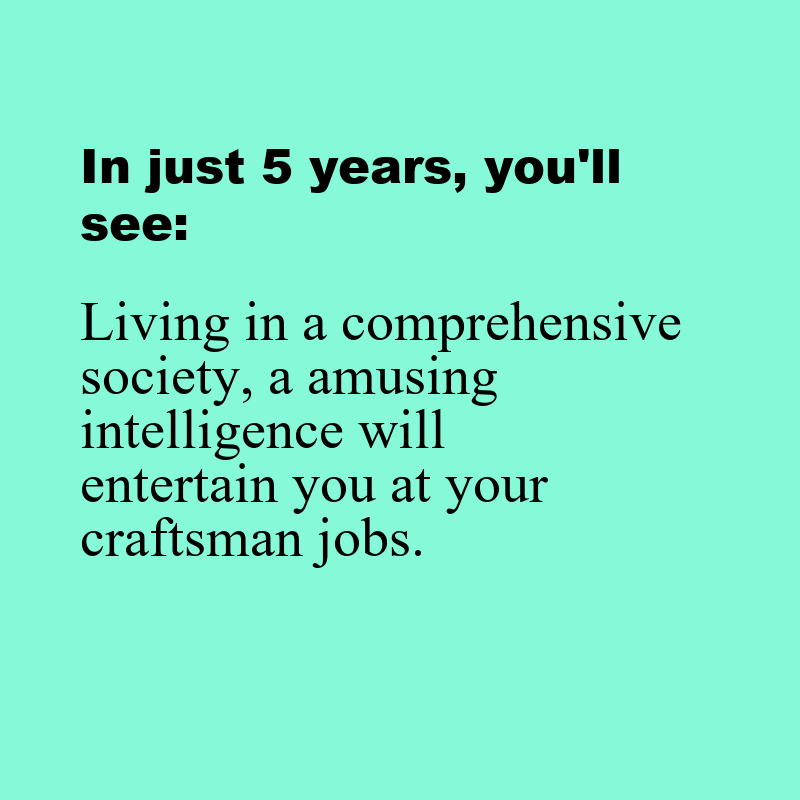 In just 5 years, you'll
see:
Living in a comprehensive
society, a amusing
intelligence will
entertain you at your
craftsman jobs.